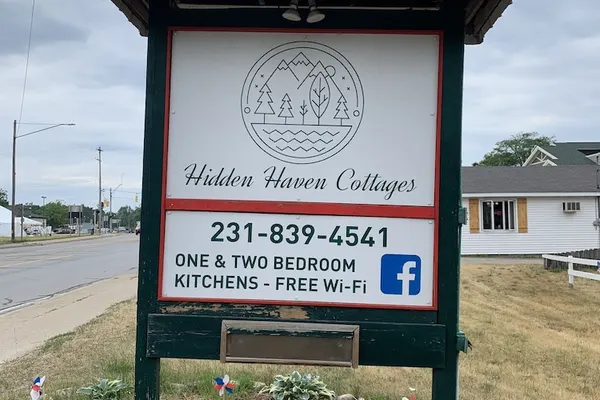 Hidden Haven Cottages
231-839-4541
ONE & TWO BEDROOM
KITCHENS - FREE Wi-Fi
f